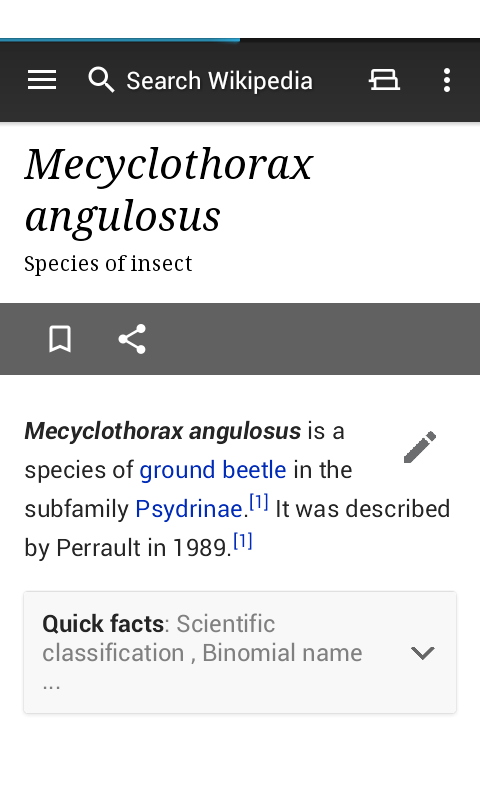 Search Wikipedia
Mecyclothorax
angulosus
Species of insect
Mecyclothorax angulosus is a
species of ground beetle in the
subfamily Psydrinae.[1] It was described
by Perrault in 1989.[1]
Quick facts: Scientific
classification , Binomial name
...